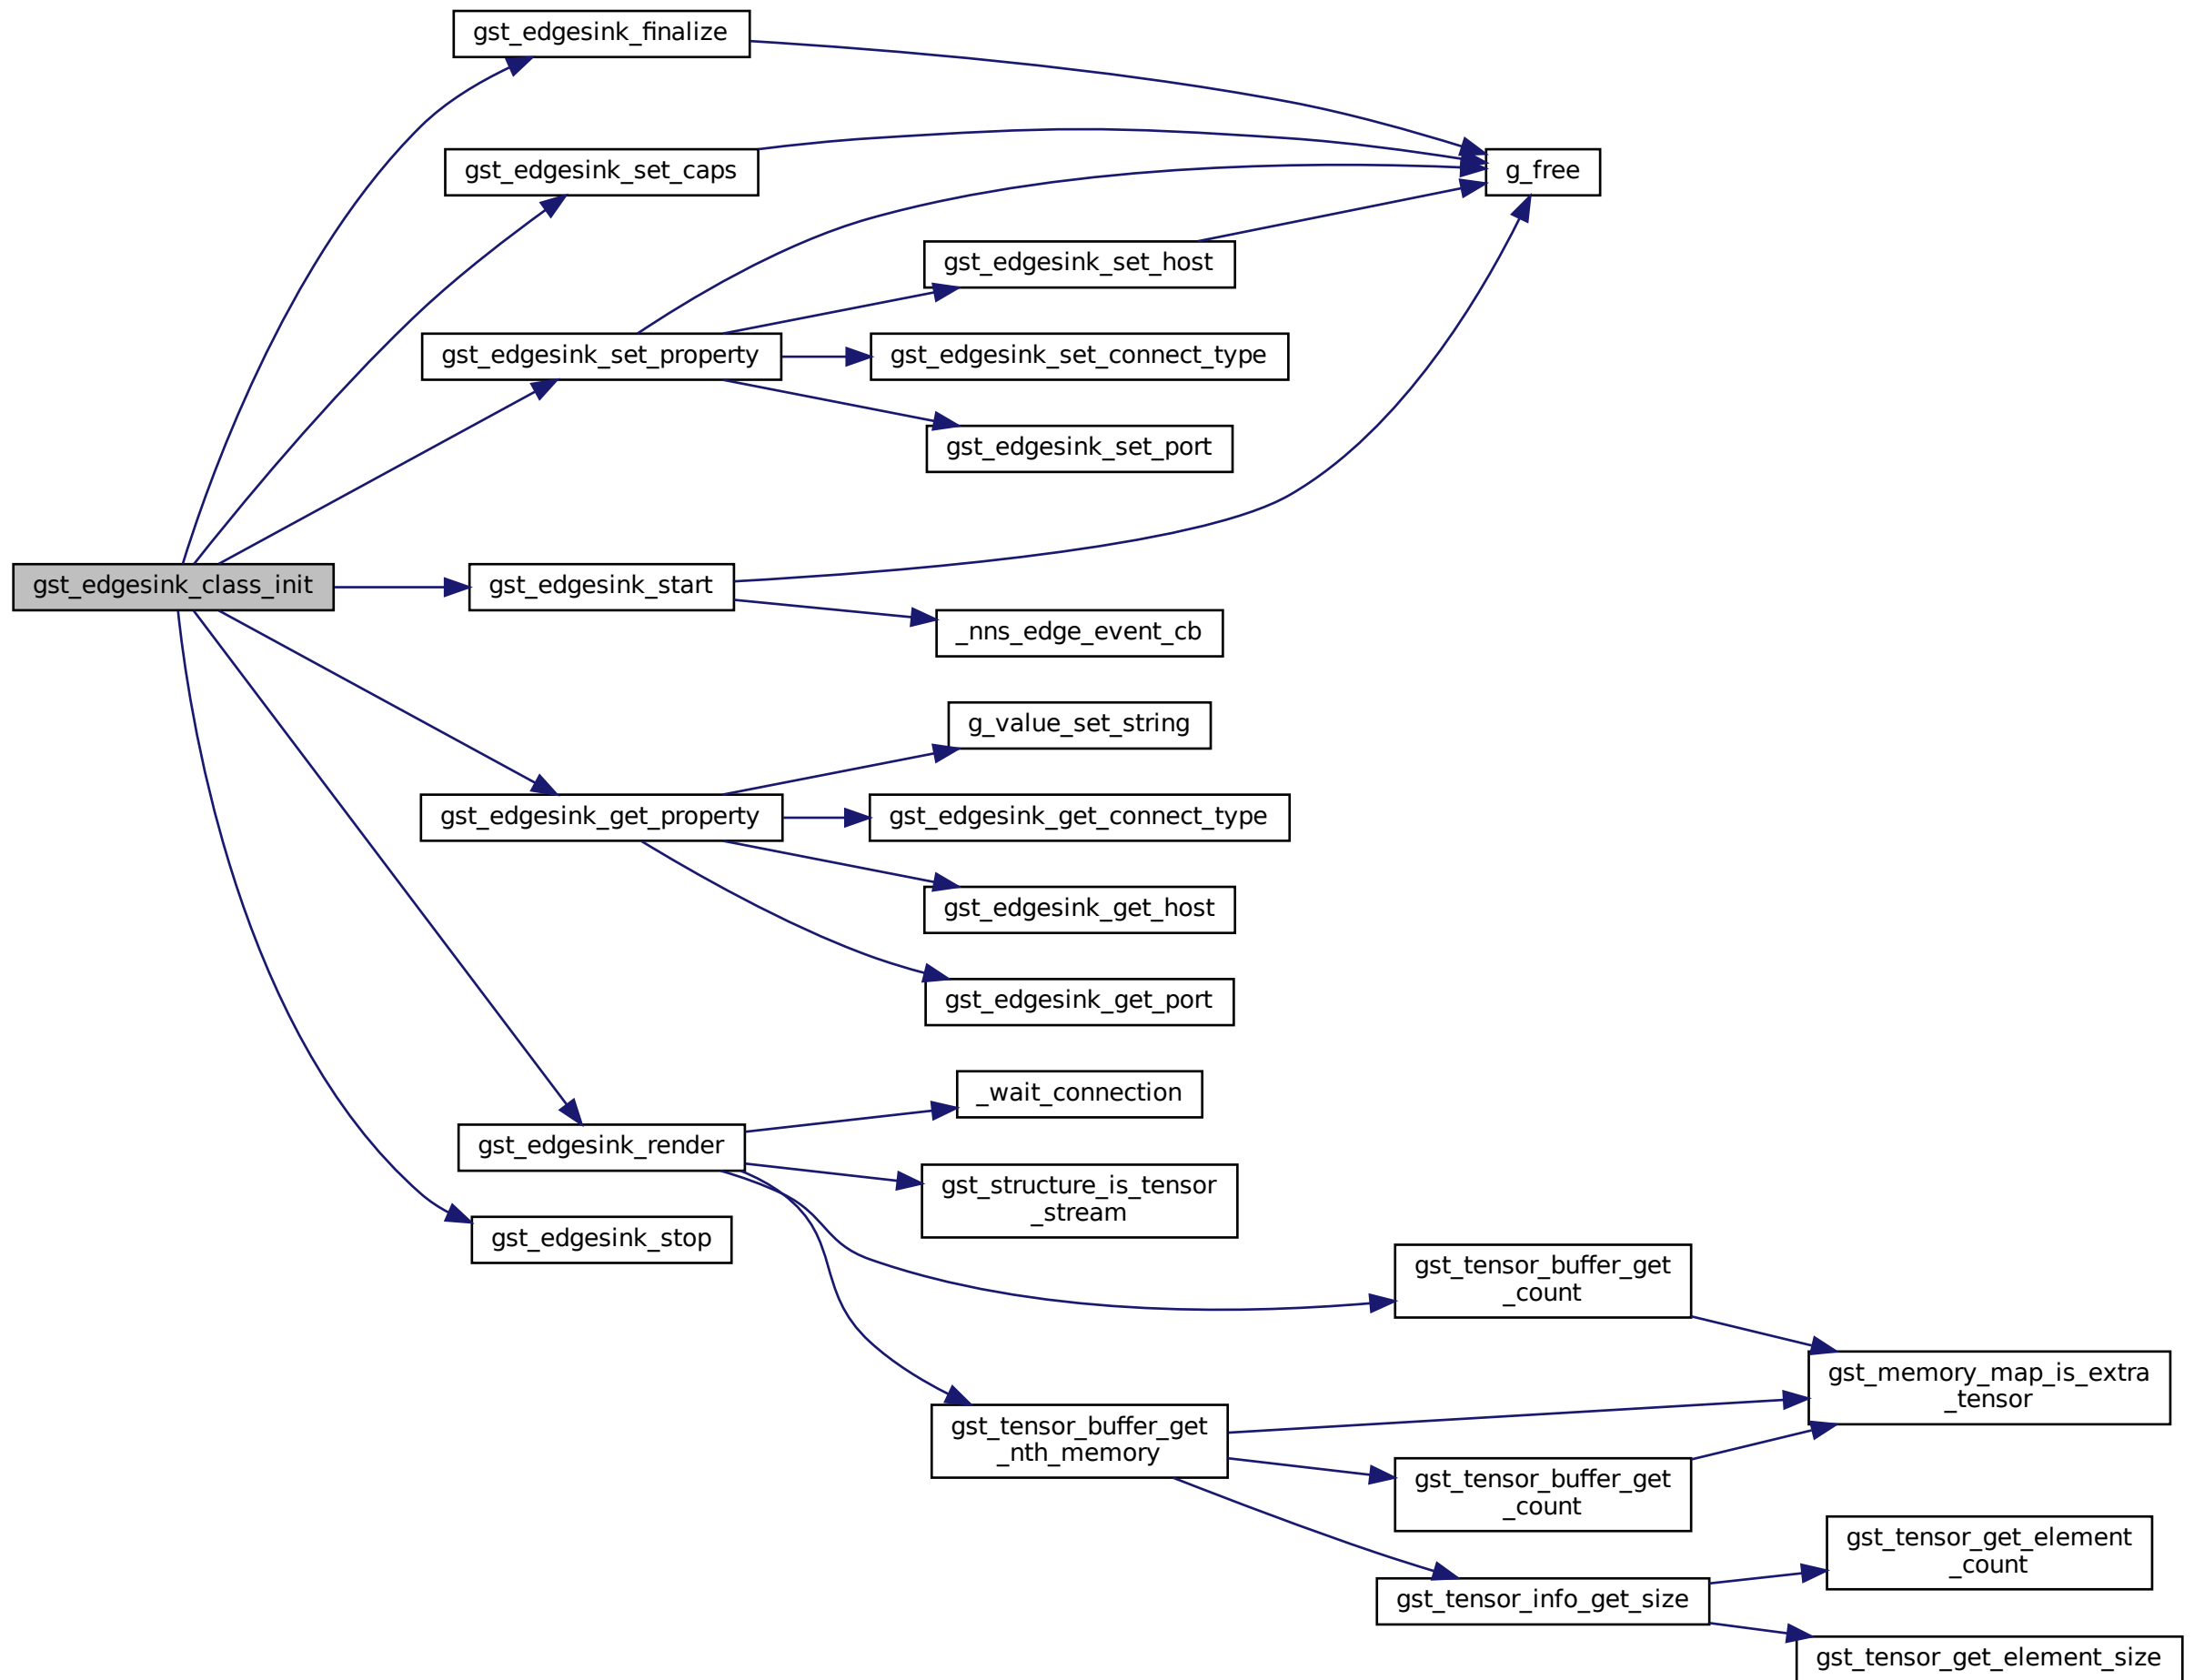 gst_edgesink_finalize
gst_edgesink_set_caps
g_free
gst_edgesink_set_host
gst_edgesink_set_property
gst_edgesink_set_connect_type
gst_edgesink_set_port
gst_edgesink_class_init
gst_edgesink_start
_nns_edge_event_cb
g_value_set_string
gst_edgesink_get_property
gst_edgesink_get_connect_type
gst_edgesink_get_host
gst_edgesink_get_port
_wait_connection
gst_edgesink_render
gst_structure_is_tensor
_stream
gst_edgesink_stop
gst_tensor_buffer_get
_count
gst_memory_map_is_extra
_tensor
gst_tensor_buffer_get
_nth_memory
gst_tensor_buffer_get
_count
gst_tensor_get_element
_count
gst_tensor_info_get_size
gst_tensor_get_element_size